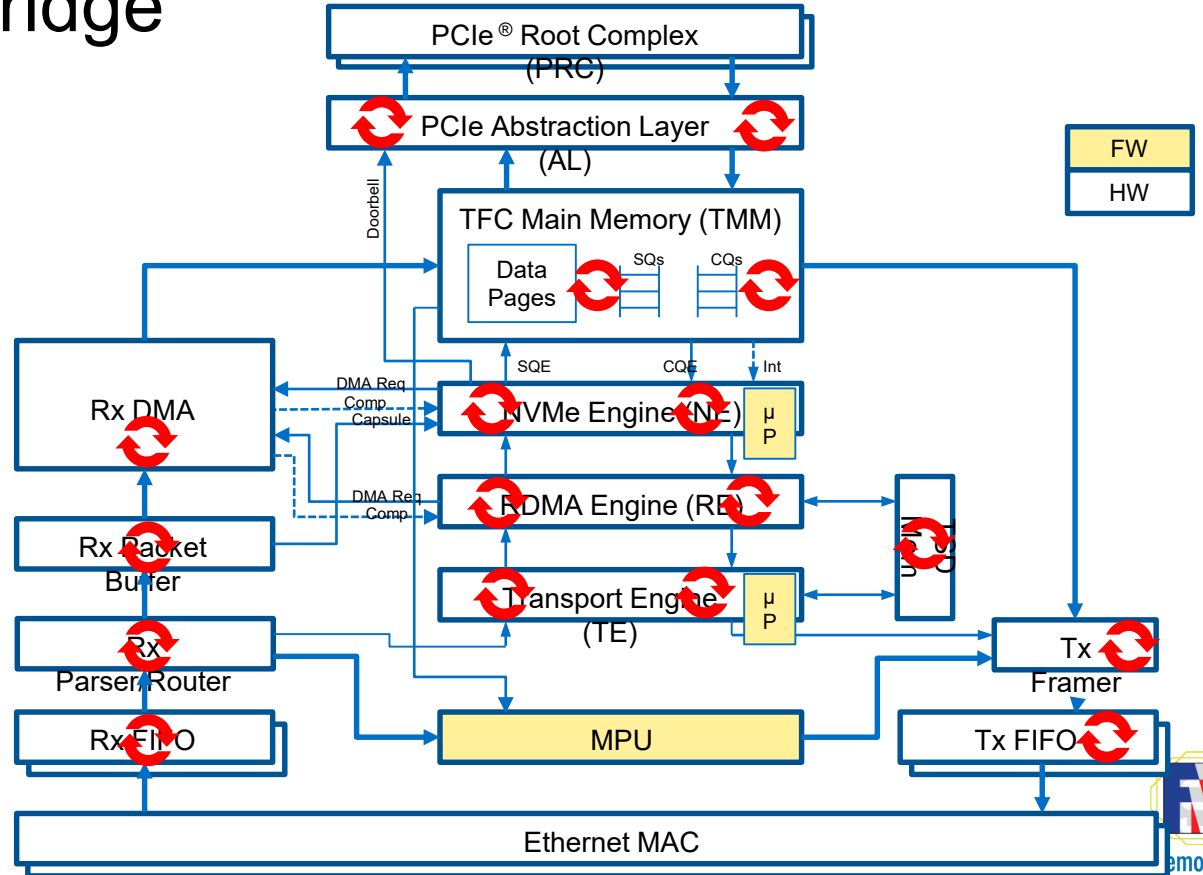 ridge
PCIe® Root Complex
(PRC)
PCIe Abstraction Layer
(AL)
FW
HW
Doorbell
TFC Main Memory (TMM)
Data
Pages
SQs
CQs
SQE
CQE
Int
Rx DMA
DMA Req
Comp
Capsule
NVMe Engine (NE)
µ
P
DMA Req
Comp
RDMA Engine (RE)
Rx Packet
Buffer
Transport Engine
(TE)
µ
P
Rx
Parser/Router
Tx
Framer
Rx FIFO
MPU
Tx FIFO
Ethernet MAC